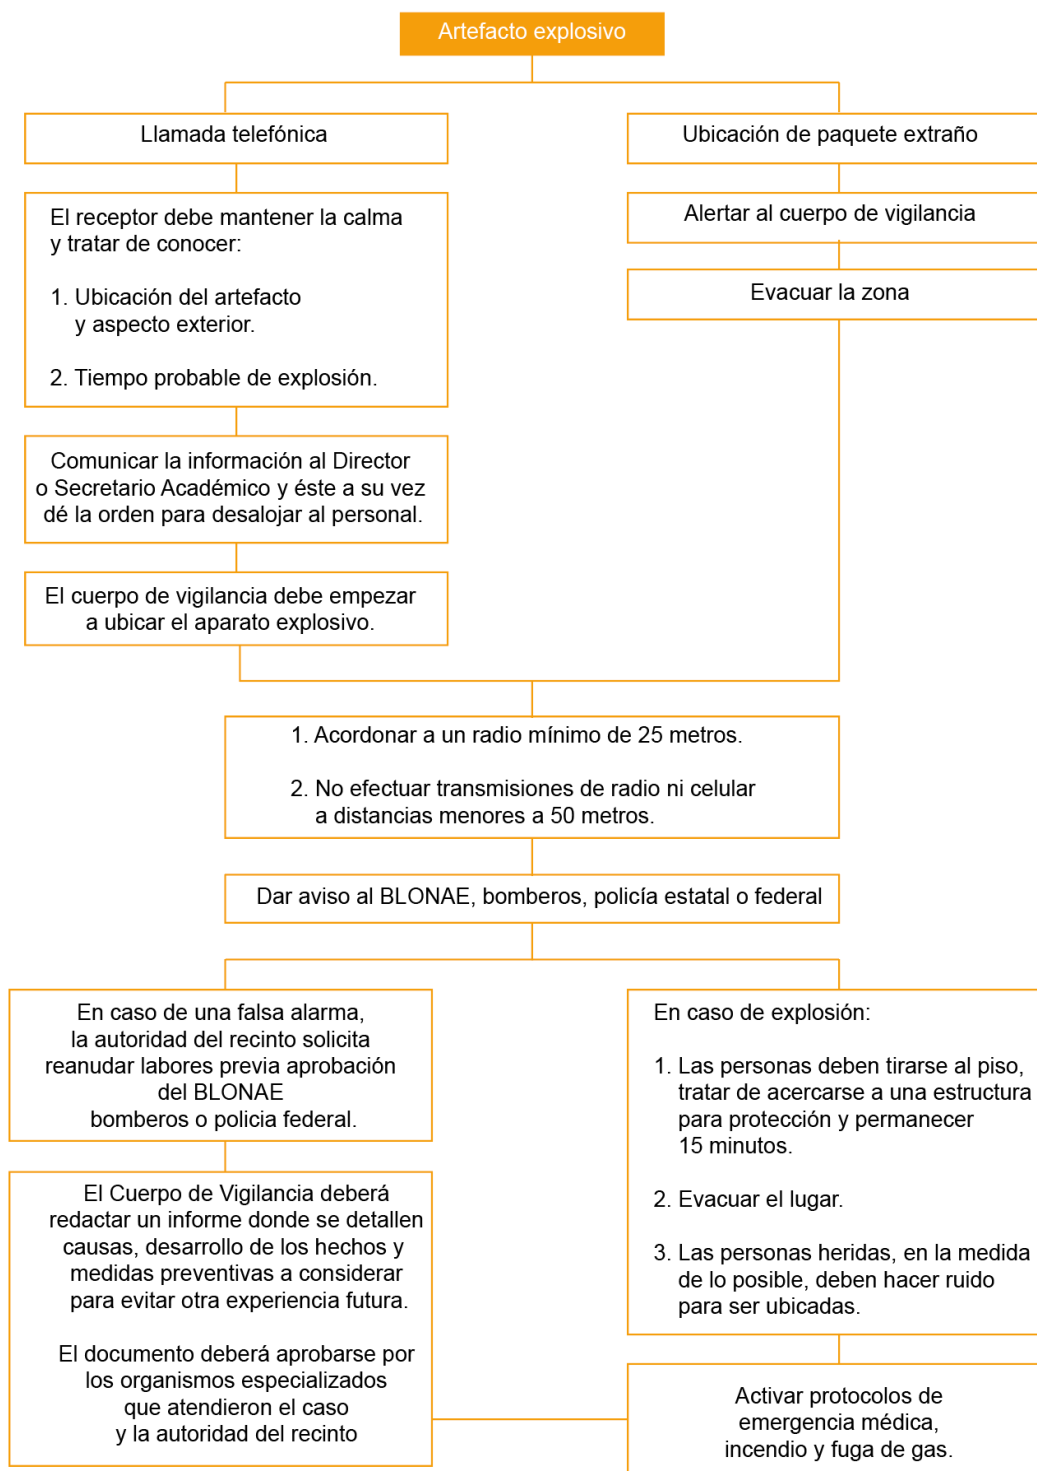 Artefacto explosivo
Llamada telefónica
El receptor debe mantener la calma
y tratar de conocer:
1. Ubicación del artefacto
y aspecto exterior.
2. Tiempo probable de explosión.
Comunicar la información al Director
o Secretario Académico y éste a su vez
dé la orden para desalojar al personal.
El cuerpo de vigilancia debe empezar
a ubicar el aparato explosivo.
Ubicación de paquete extraño
Alertar al cuerpo de vigilancia
Evacuar la zona
1. Acordonar a un radio mínimo de 25 metros.
2. No efectuar transmisiones de radio ni celular
a distancias menores a 50 metros.
Dar aviso al BLONAE, bomberos, policía estatal o federal
En caso de una falsa alarma,
la autoridad del recinto solicita
reanudar labores previa aprobación
del BLONAE
bomberos o policia federal.
El Cuerpo de Vigilancia deberá
redactar un informe donde se detallen
causas, desarrollo de los hechos y
medidas preventivas a considerar
para evitar otra experiencia futura.
El documento deberá aprobarse por
los organismos especializados
que atendieron el caso
y la autoridad del recinto
En caso de explosión:
1. Las personas deben tirarse al piso,
tratar de acercarse a una estructura
para protección y permanecer
15 minutos.
2. Evacuar el lugar.
3. Las personas heridas, en la medida
de lo posible, deben hacer ruido
para ser ubicadas.
Activar protocolos de
emergencia médica,
incendio y fuga de gas.